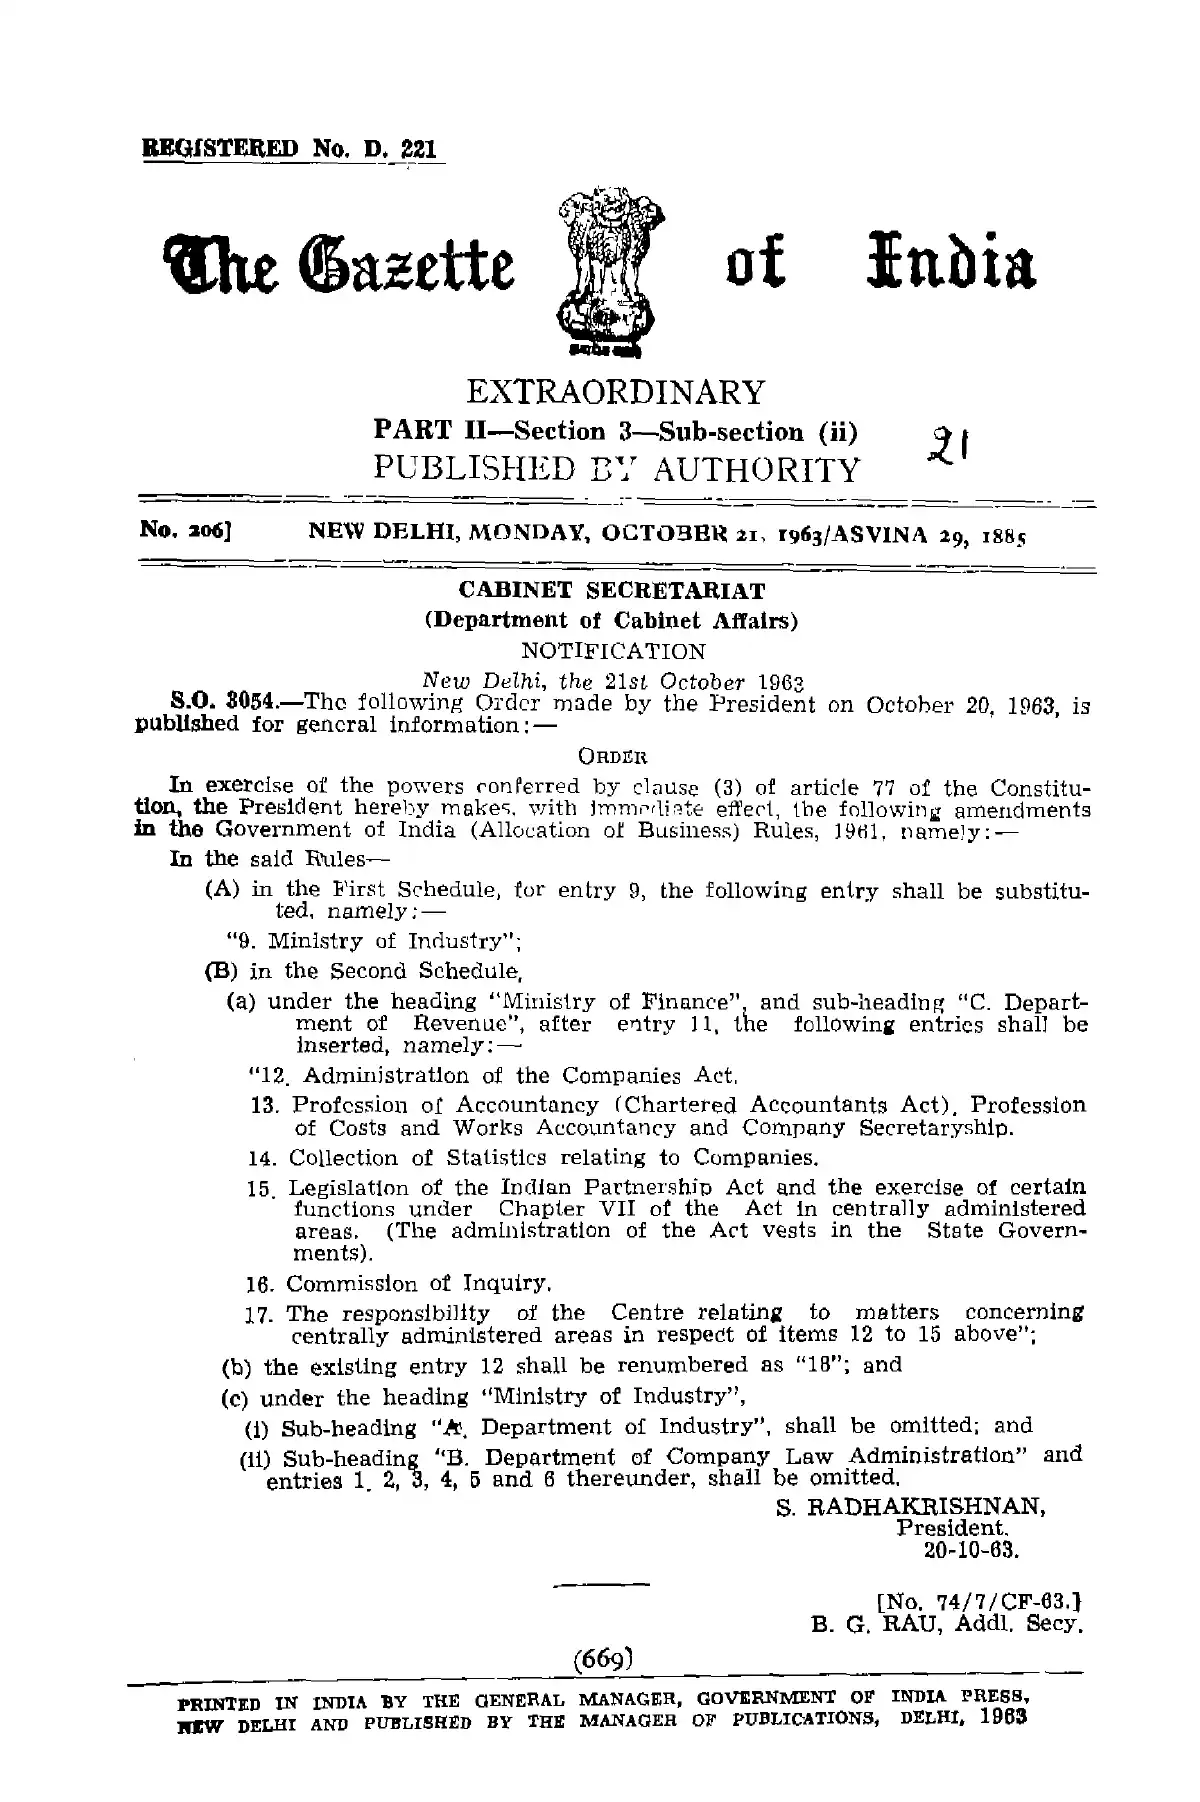 REGISTERED No. D. 221
The Gazette of India
EXTRAORDINARY
PART II—Section 3—Sub-section (ii)
21
PUBLISHED BY AUTHORITY
No. 206] NEW DELHI, MONDAY, OCTOBER 21, 1963/ASVINA 29, 1885
CABINET SECRETARIAT
(Department of Cabinet Affairs)
NOTIFICATION
New Delhi, the 21st October 1963
S.O. 3054.—The following Order made by the President on October 20, 1963, is
published for general information:—
ORDER
In exercise of the powers conferred by clause (3) of article 77 of the Constitu-
tion, the President hereby makes, with immediate effect, the following amendments
in the Government of India (Allocation of Business) Rules, 1961, namely:—
In the said Rules—
(A) in the First Schedule, for entry 9, the following entry shall be substitu-
ted, namely:—
"9. Ministry of Industry";
(B) in the Second Schedule,
(a) under the heading "Ministry of Finance", and sub-heading "C. Depart-
ment of Revenue", after entry 11, the following entries shall be
inserted, namely:—
"12. Administration of the Companies Act.
13. Profession of Accountancy (Chartered Accountants Act). Profession
of Costs and Works Accountancy and Company Secretaryship.
14. Collection of Statistics relating to Companies.
15. Legislation of the Indian Partnership Act and the exercise of certain
functions under Chapter VII of the Act in centrally administered
areas. (The administration of the Act vests in the State Govern-
ments).
16. Commission of Inquiry.
17. The responsibility of the Centre relating to matters concerning
centrally administered areas in respect of items 12 to 15 above";
(b) the existing entry 12 shall be renumbered as "18"; and
(c) under the heading "Ministry of Industry",
(i) Sub-heading "A. Department of Industry", shall be omitted; and
(ii) Sub-heading "B. Department of Company Law Administration" and
entries 1, 2, 3, 4, 5 and 6 thereunder, shall be omitted.
S. RADHAKRISHNAN,
President.
20-10-63.
[No. 74/7/CF-63.]
B. G. RAU, Addl. Secy.
(669)
PRINTED IN INDIA BY THE GENERAL MANAGER, GOVERNMENT OF INDIA PRESS,
NEW DELHI AND PUBLISHED BY THE MANAGER OF PUBLICATIONS, DELHI, 1963